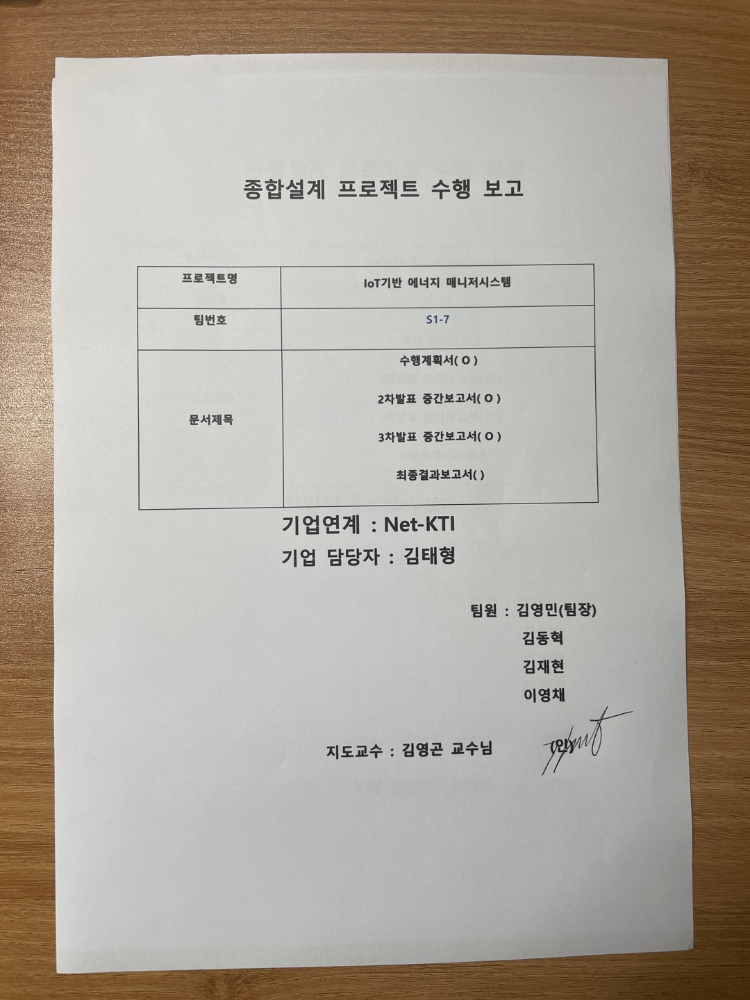 종합설계 프로젝트 수행 보고
프로젝트명 IoT기반 에너지 매니저시스템
팀번호 S1-7
문서제목
수행계획서( O )
2차발표 중간보고서( O )
3차발표 중간보고서( O )
최종결과보고서( )
기업연계 : Net-KTI
기업 담당자 : 김태형
팀원 : 김영민(팀장)
김동혁
김재현
이영채
지도교수 : 김영곤 교수님 (인)